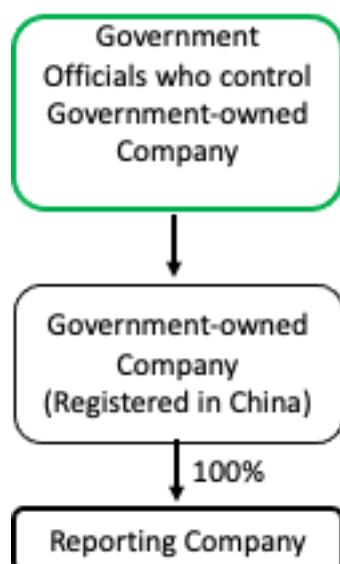 Government
Officials who control
Government-owned
Company
Government-owned
Company
(Registered in China)
100%
Reporting Company